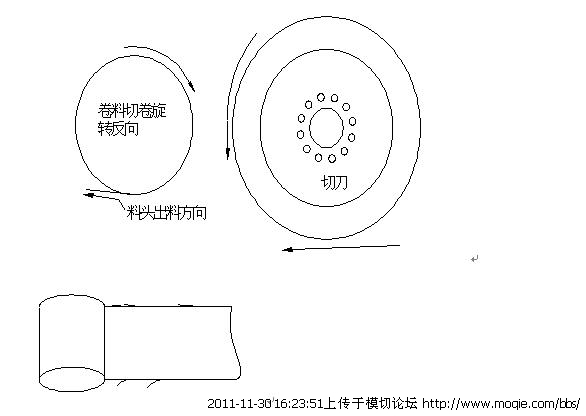 卷料切卷旋
转反向
切刀
料头出料方向
2011-11-30 16:23:51上传于模切论坛 http://www.moqie.com/bbs/